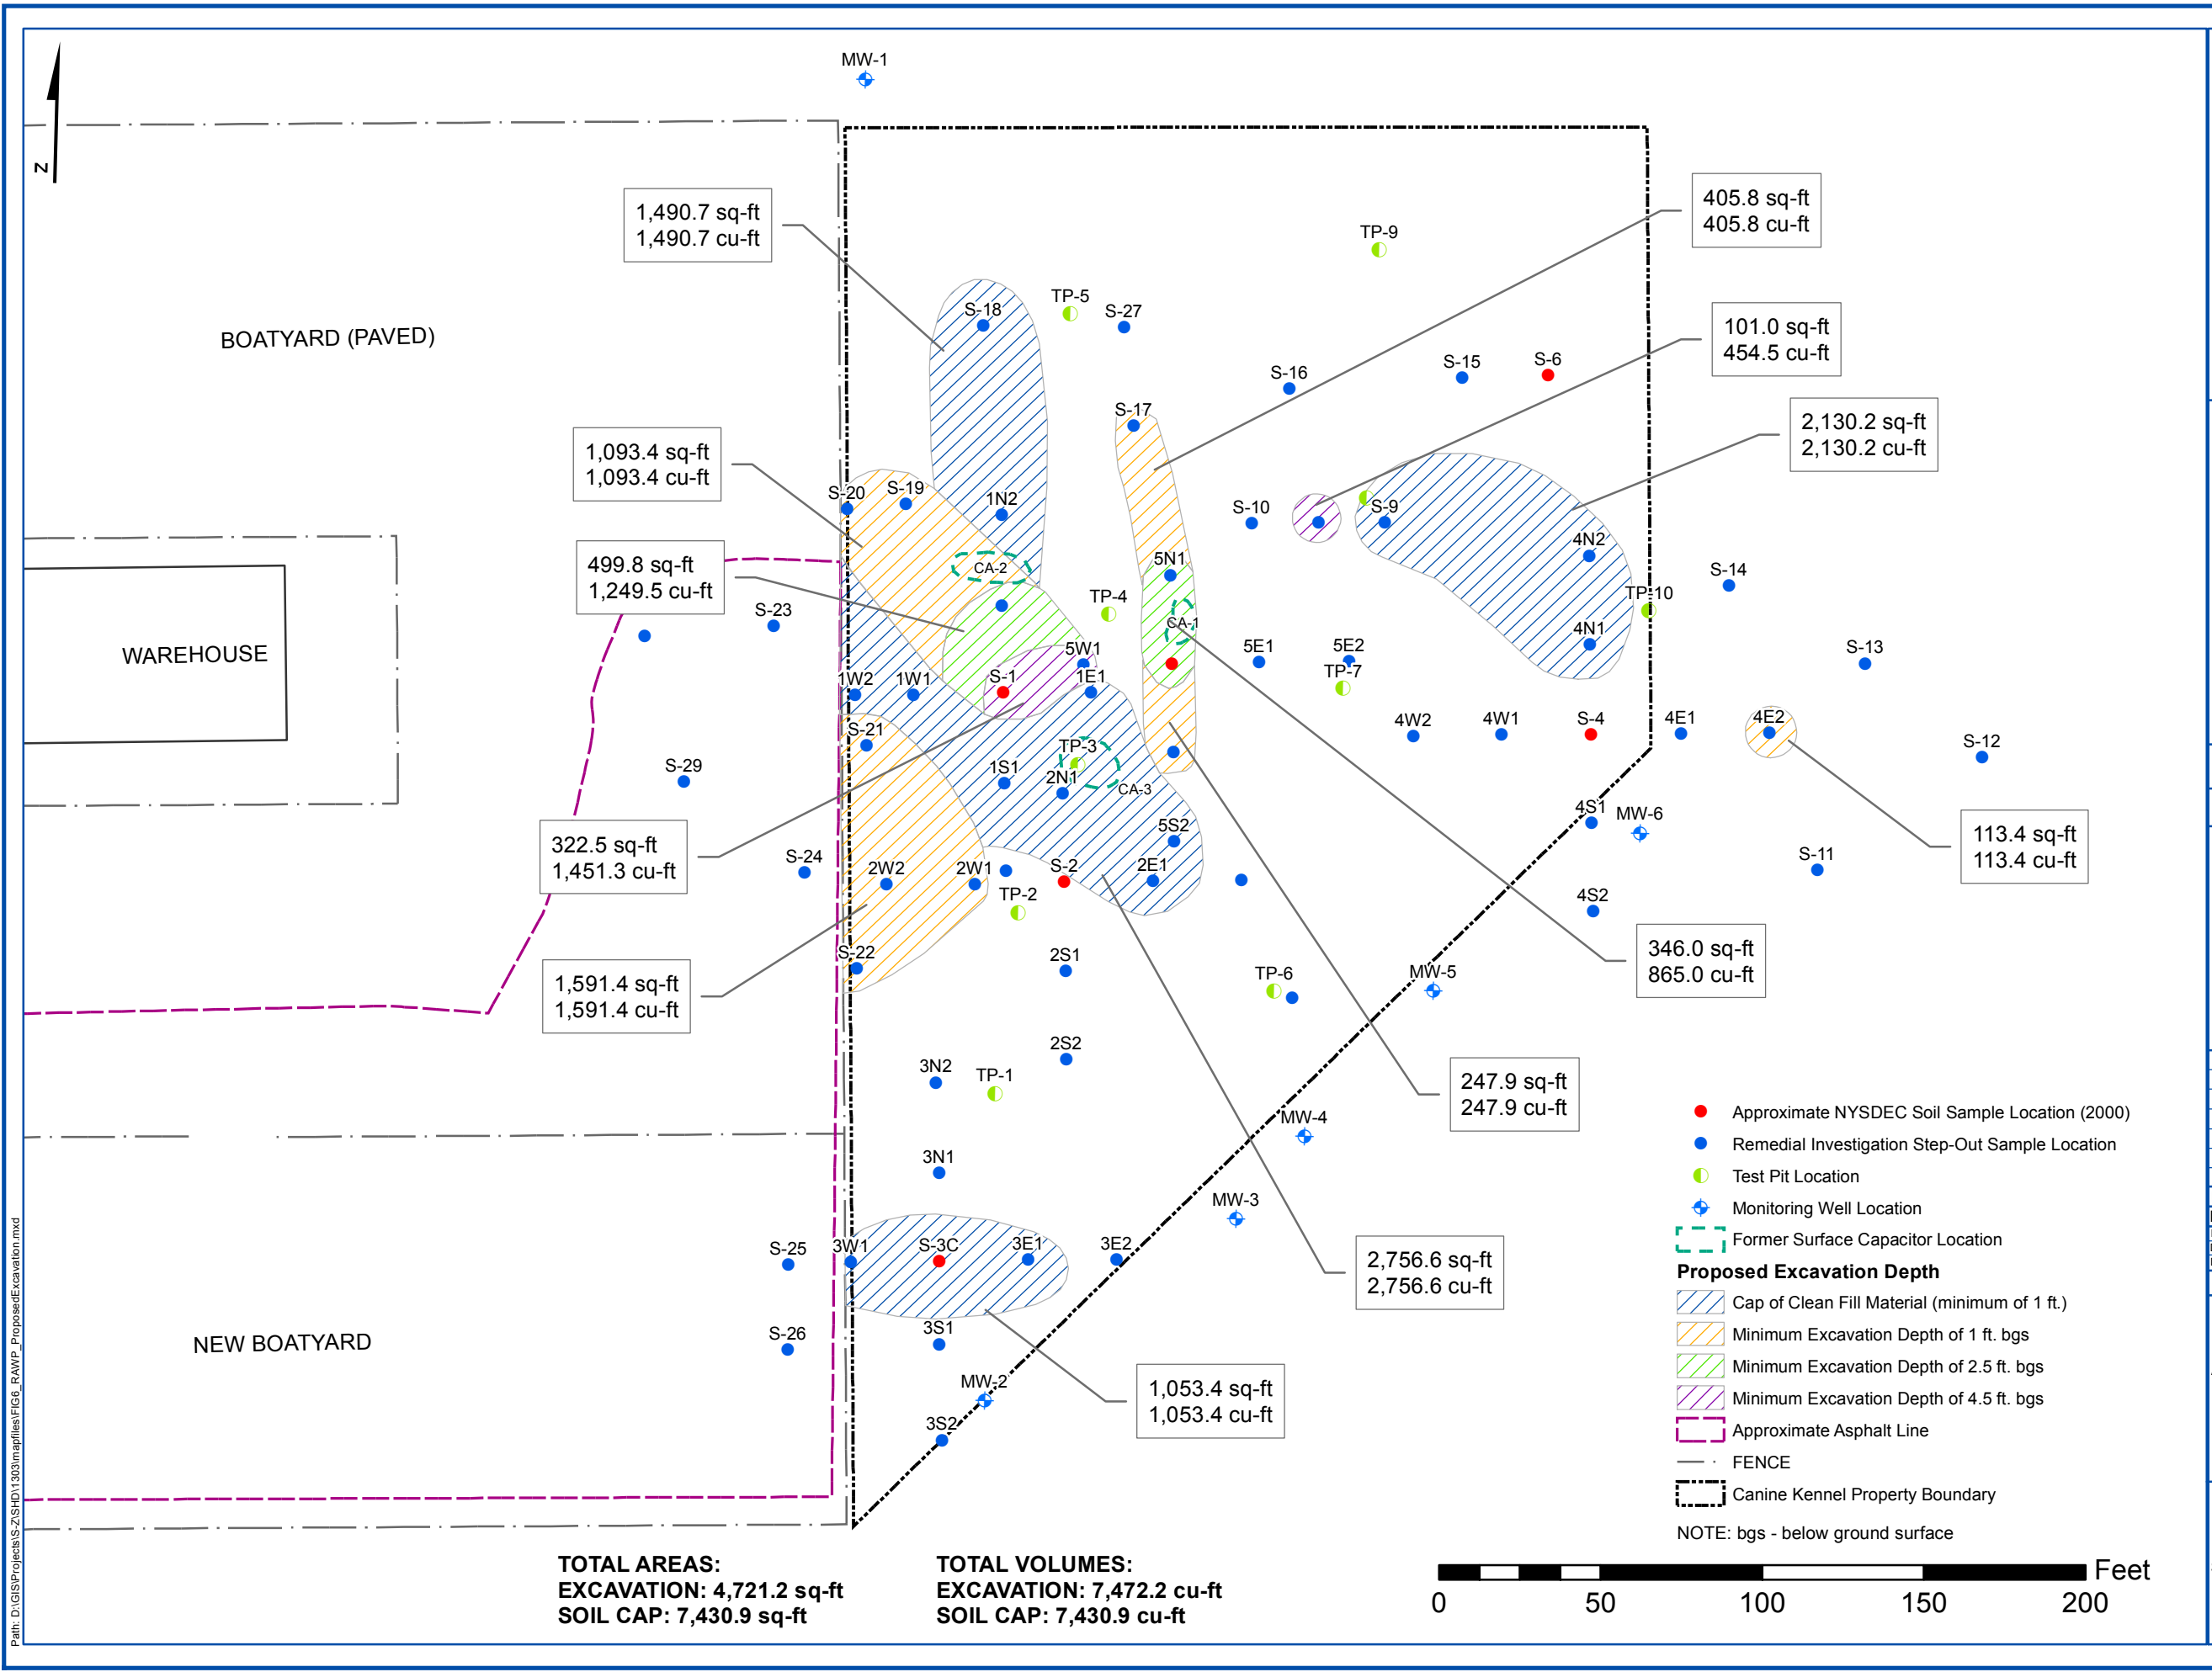 MW-1
N
1,490.7 sq-ft
1,490.7 cu-ft
405.8 sq-ft
405.8 cu-ft
TP-9
BOATYARD (PAVED)
S-18
TP-5
S-27
101.0 sq-ft
454.5 cu-ft
S-16
S-15
S-6
S-17
2,130.2 sq-ft
2,130.2 cu-ft
1,093.4 sq-ft
1,093.4 cu-ft
S-20
S-19
1N2
S-10
S-9
4N2
499.8 sq-ft
1,249.5 cu-ft
CA-2
5N1
S-14
TP-4
TP-10
S-23
CA-1
WAREHOUSE
4N1
5W1
5E1
5E2
S-13
1W2
1W1
S-1
1E1
TP-7
S-21
4W2
4W1
S-4
4E1
4E2
S-12
TP-3
S-29
1S1
2N1
CA-3
4S1
MW-6
322.5 sq-ft
1,451.3 cu-ft
5S2
113.4 sq-ft
113.4 cu-ft
S-24
2W2
2W1
S-2
2E1
S-11
TP-2
4S2
S-22
2S1
TP-6
MW-5
346.0 sq-ft
865.0 cu-ft
1,591.4 sq-ft
1,591.4 cu-ft
2S2
3N2
TP-1
247.9 sq-ft
247.9 cu-ft
MW-4
3N1
MW-3
S-25
3W1
S-3C
3E1
3E2
2,756.6 sq-ft
2,756.6 cu-ft
NEW BOATYARD
S-26
3S1
MW-2
1,053.4 sq-ft
1,053.4 cu-ft
3S2
Approximate NYSDEC Soil Sample Location (2000)
Remedial Investigation Step-Out Sample Location
Test Pit Location
Monitoring Well Location
Former Surface Capacitor Location
Proposed Excavation Depth
Cap of Clean Fill Material (minimum of 1 ft.)
Minimum Excavation Depth of 1 ft. bgs
Minimum Excavation Depth of 2.5 ft. bgs
Minimum Excavation Depth of 4.5 ft. bgs
Approximate Asphalt Line
FENCE
Canine Kennel Property Boundary
NOTE: bgs - below ground surface
TOTAL AREAS:
EXCAVATION: 4,721.2 sq-ft
SOIL CAP: 7,430.9 sq-ft
TOTAL VOLUMES:
EXCAVATION: 7,472.2 cu-ft
SOIL CAP: 7,430.9 cu-ft
Feet
0 50 100 150 200
Path: D:\GIS\Projects\S-Z\SHD\1303\mapfiles\FIG6_RAWP_ProposedExcavation.mxd